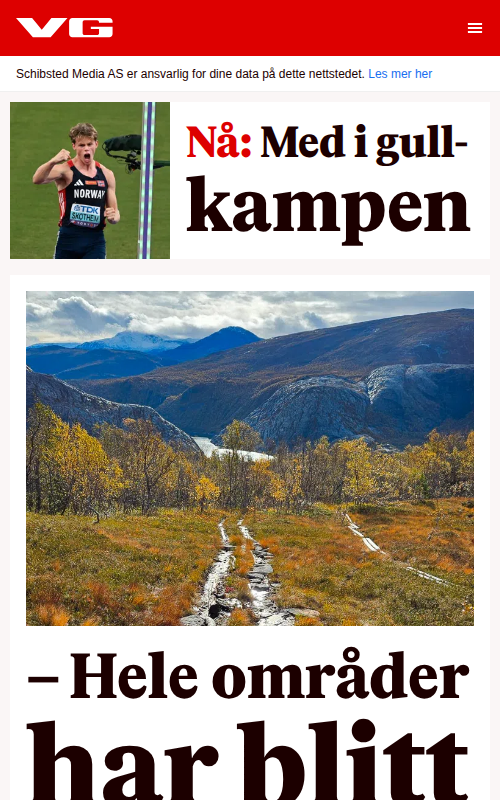 VG
Schibsted Media AS er ansvarlig for dine data på dette nettstedet. Les mer her
NORWAY
TDK
SKOTHEIM
Nå: Med i gull-
kampen
– Hele områder
har blitt